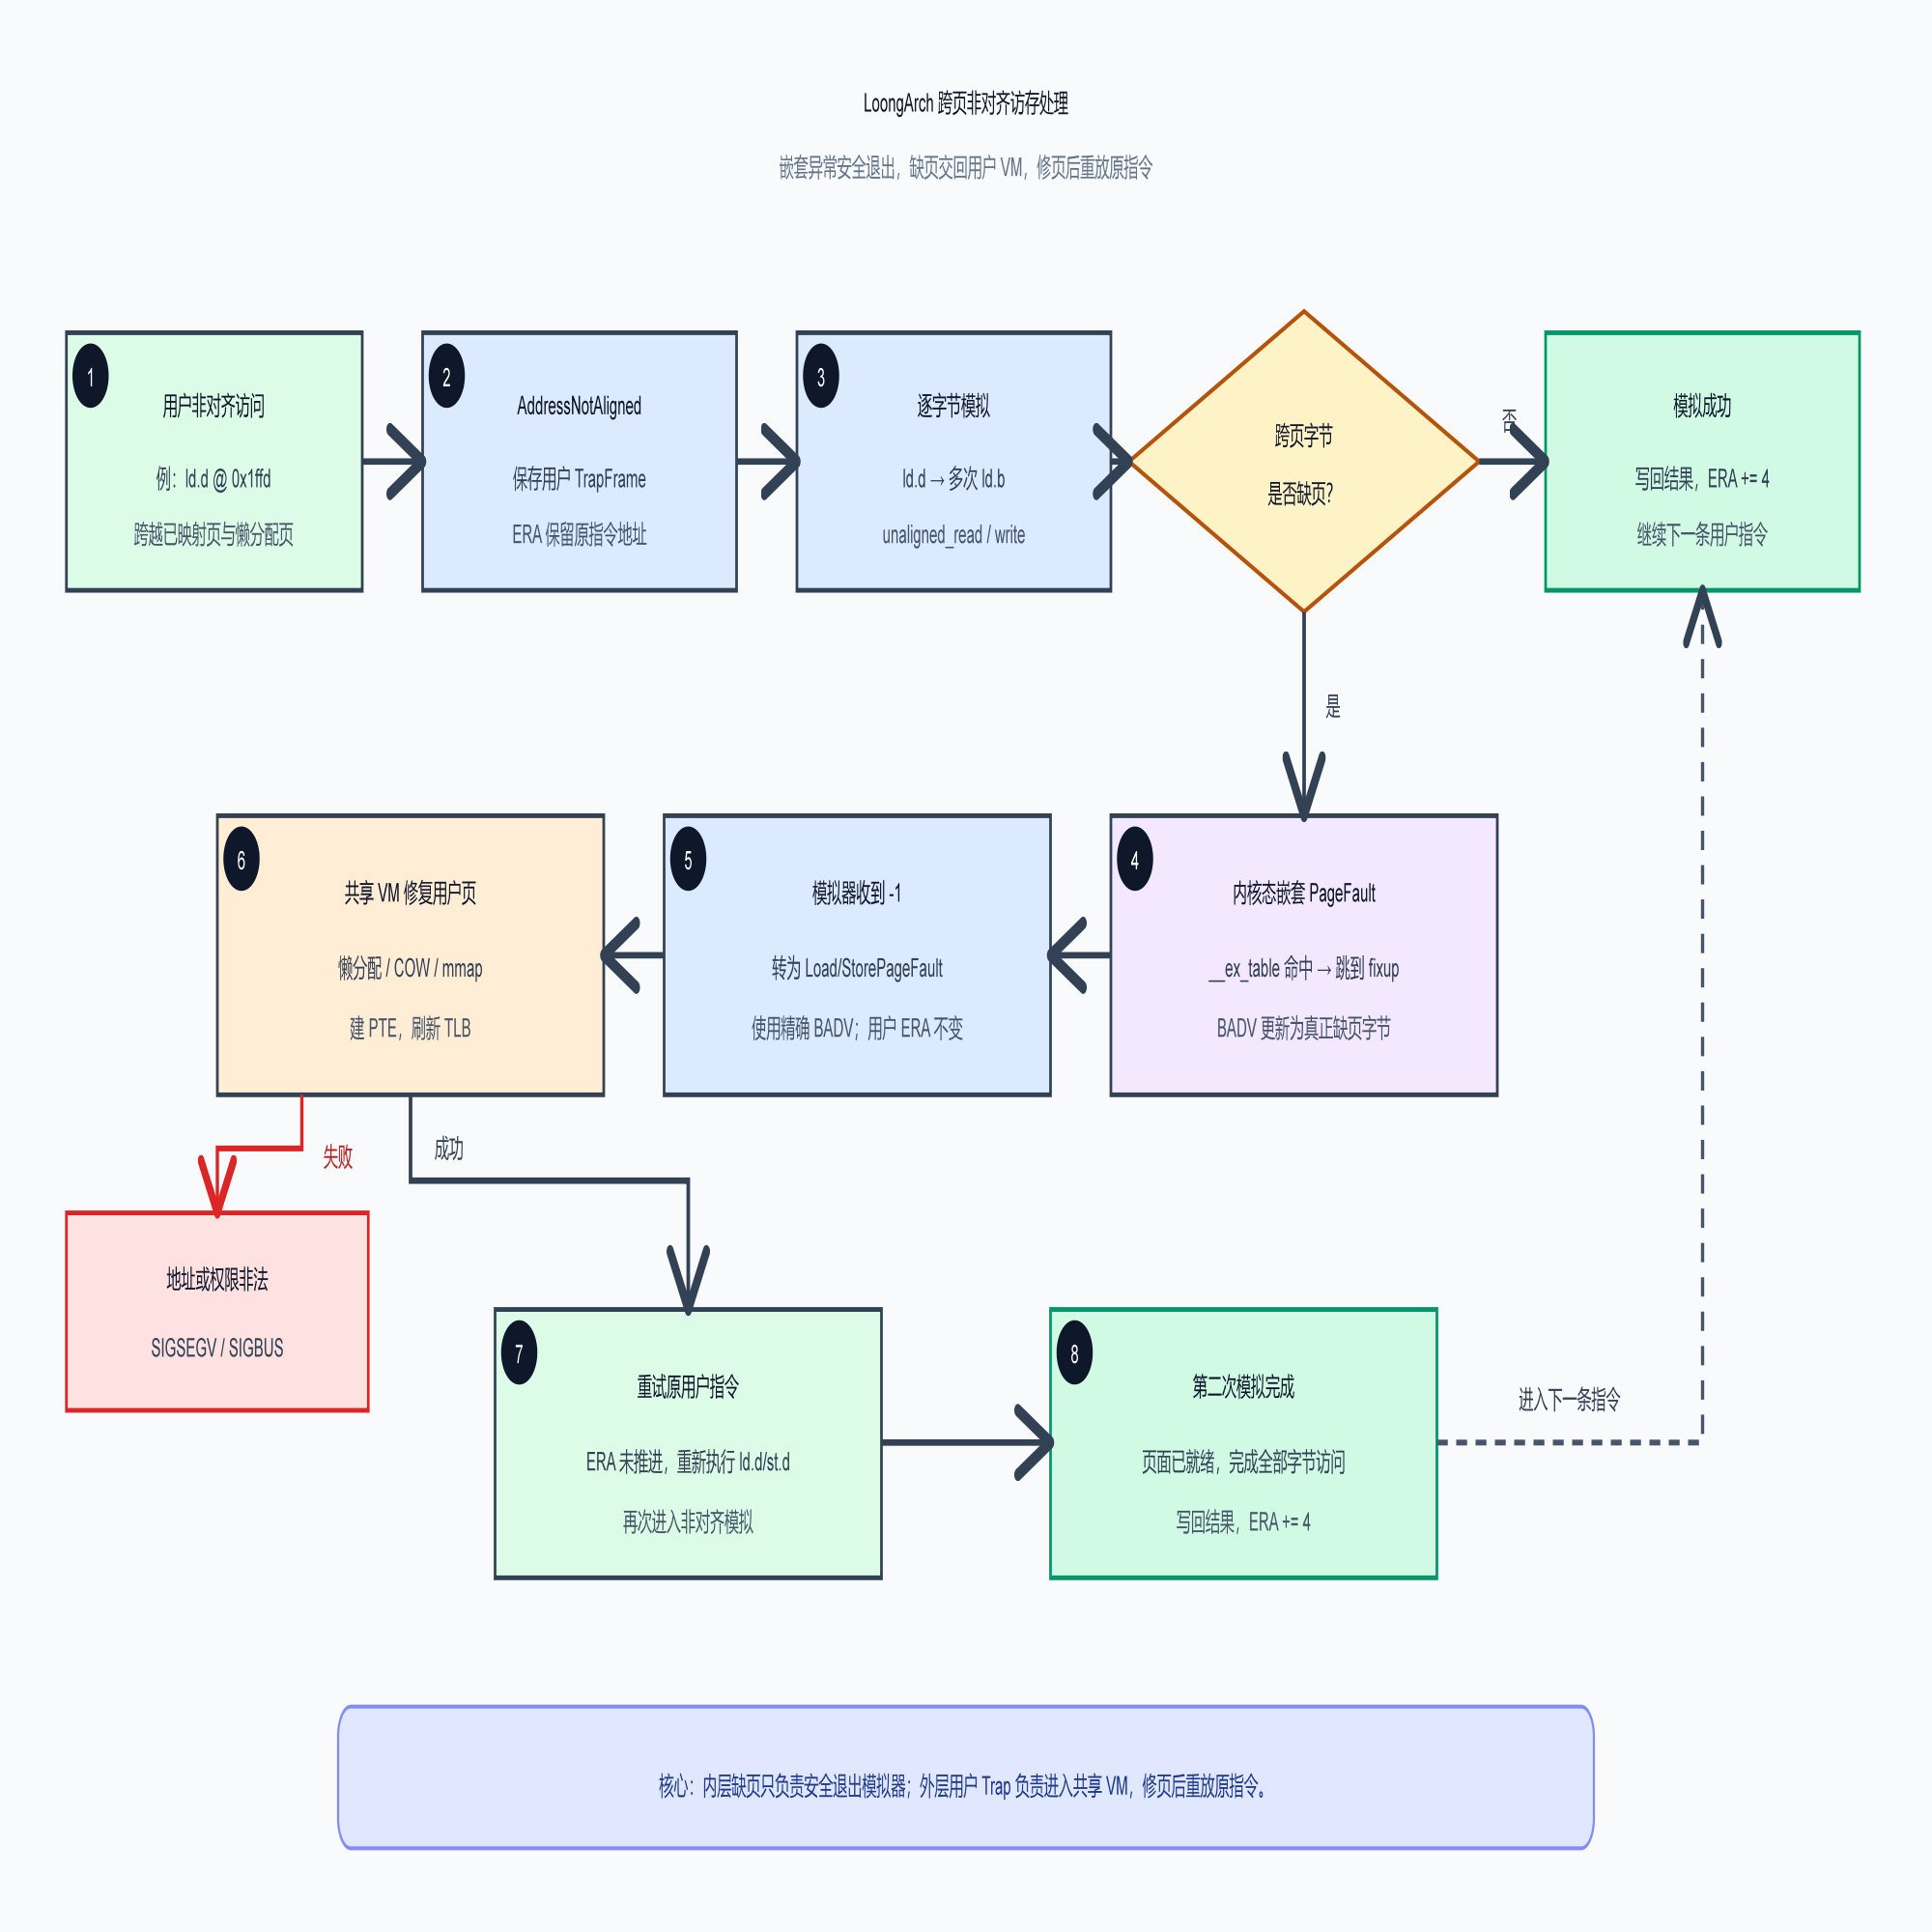 LoongArch 跨页非对齐访存处理
嵌套异常安全退出，缺页交回用户 VM，修页后重放原指令
1
用户非对齐访问
例：ld.d @ 0x1ffd
跨越已映射页与懒分配页
2
AddressNotAligned
保存用户 TrapFrame
ERA 保留原指令地址
3
逐字节模拟
ld.d → 多次 ld.b
unaligned_read / write
跨页字节
是否缺页？
否
模拟成功
写回结果，ERA += 4
继续下一条用户指令
是
6
共享 VM 修复用户页
懒分配 / COW / mmap
建 PTE，刷新 TLB
5
模拟器收到 -1
转为 Load/StorePageFault
使用精确 BADV；用户 ERA 不变
4
内核态嵌套 PageFault
__ex_table 命中 → 跳到 fixup
BADV 更新为真正缺页字节
失败
成功
地址或权限非法
SIGSEGV / SIGBUS
7
重试原用户指令
ERA 未推进，重新执行 ld.d/st.d
再次进入非对齐模拟
8
第二次模拟完成
页面已就绪，完成全部字节访问
写回结果，ERA += 4
进入下一条指令
核心：内层缺页只负责安全退出模拟器；外层用户 Trap 负责进入共享 VM，修页后重放原指令。